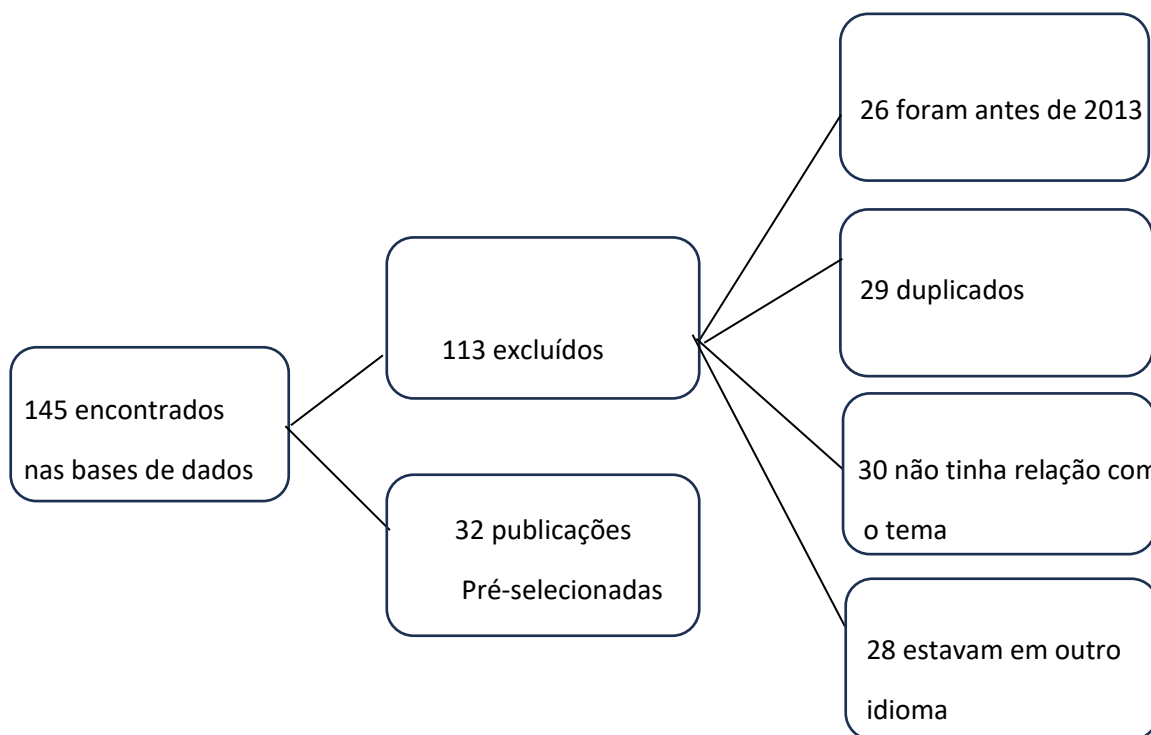 145 encontrados
nas bases de dados
113 excluídos
32 publicações
Pré-selecionadas
26 foram antes de 2013
29 duplicados
30 não tinha relação com
o tema
28 estavam em outro
idioma